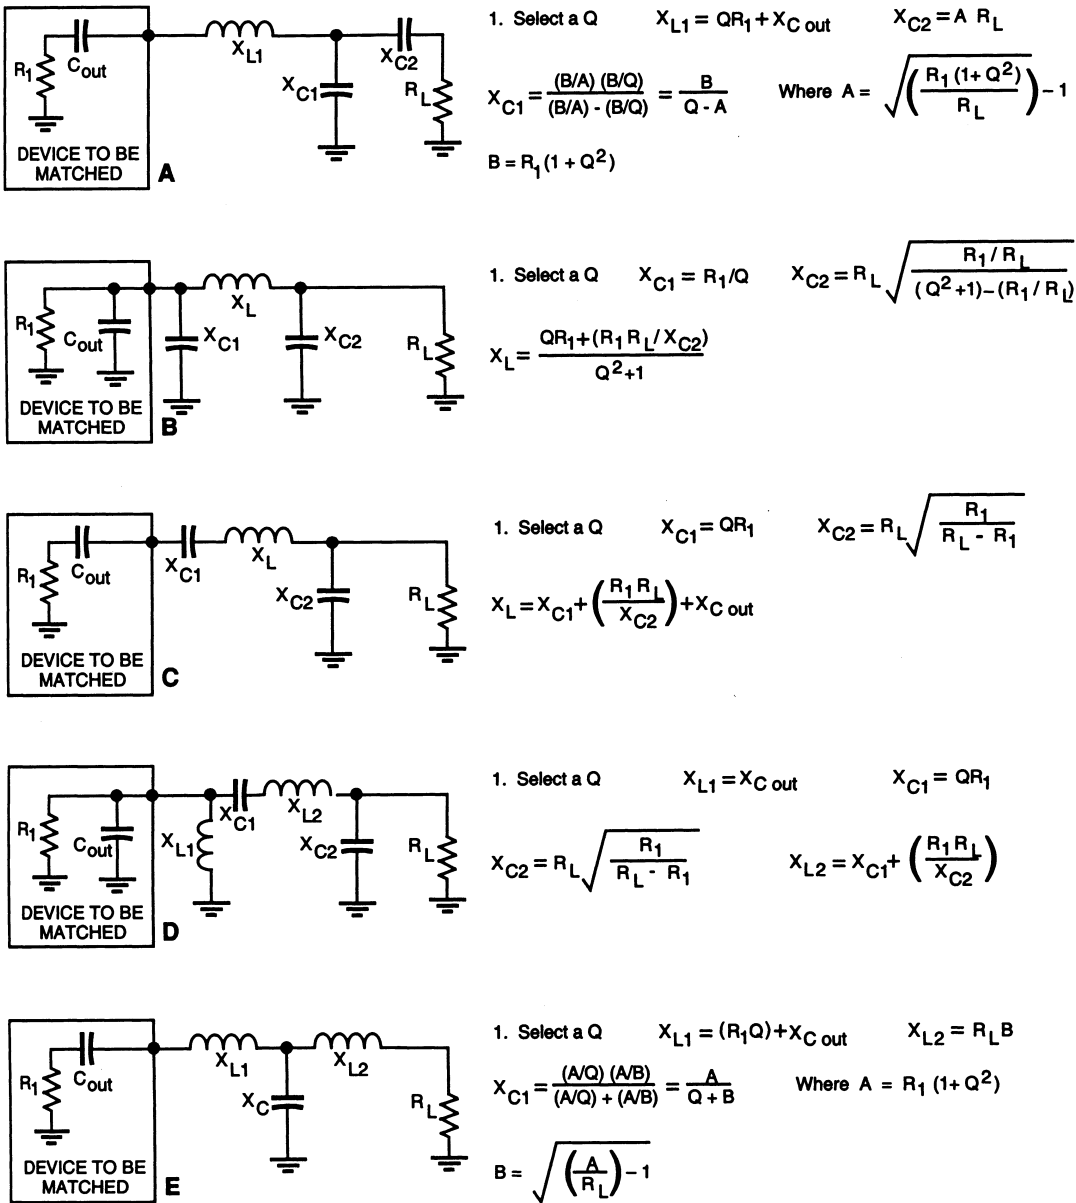 R1 Cout XL1 XC1 XC2 RL
DEVICE TO BE
MATCHED
A
1. Select a Q XL1 = QR1 + XC out XC2 = A RL
XC1 = (B/A) (B/Q) / (B/A) - (B/Q) = B / Q - A Where A = √((R1 (1+Q²) / RL)) - 1
B = R1 (1 + Q²)
R1 Cout XC1 XL XC2 RL
DEVICE TO BE
MATCHED
B
1. Select a Q XC1 = R1/Q XC2 = RL √(R1 / RL / (Q²+1) – (R1 / RL))
XL = QR1 + (R1 RL / XC2) / Q²+1
R1 Cout XC1 XL XC2 RL
DEVICE TO BE
MATCHED
C
1. Select a Q XC1 = QR1 XC2 = RL √(R1 / RL - R1)
XL = XC1 + (R1 RL / XC2) + XC out
R1 Cout XL1 XC1 XL2 XC2 RL
DEVICE TO BE
MATCHED
D
1. Select a Q XL1 = XC out XC1 = QR1
XC2 = RL √(R1 / RL - R1) XL2 = XC1 + (R1 RL / XC2)
R1 Cout XL1 XC XL2 RL
DEVICE TO BE
MATCHED
E
1. Select a Q XL1 = (R1Q) + XC out XL2 = RLB
XC1 = (A/Q) (A/B) / (A/Q) + (A/B) = A / Q + B Where A = R1 (1+ Q²)
B = √((A / RL) – 1)